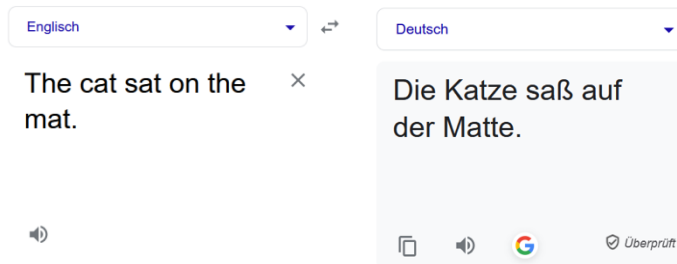 Englisch
Deutsch
The cat sat on the
mat.
Die Katze saß auf
der Matte.
Überprüft